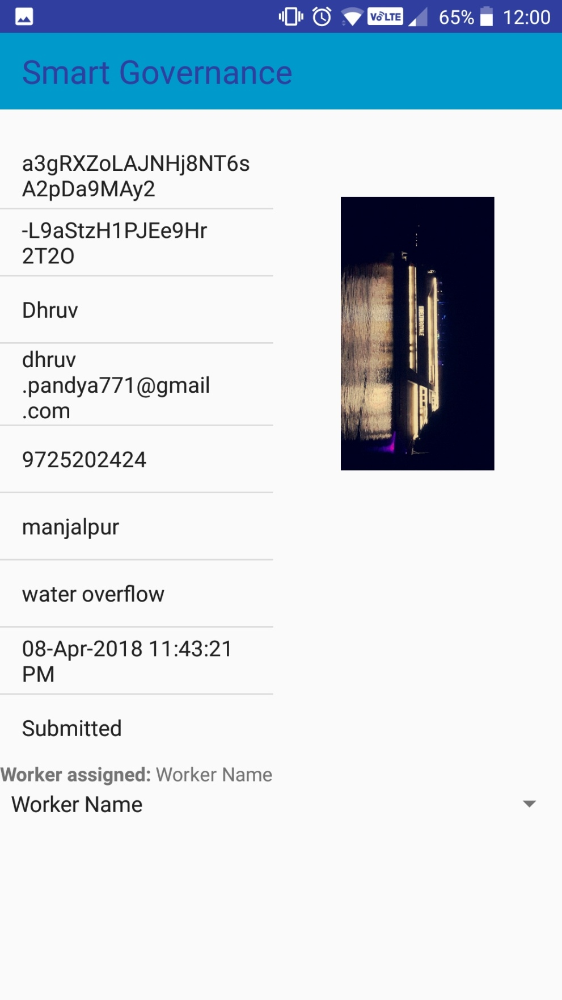 VoLTE 65% 12:00
Smart Governance
a3gRXZoLAJNHj8NT6s
A2pDa9MAy2
-L9aStzH1PJEe9Hr
2T2O
Dhruv
dhruv
.pandya771@gmail
.com
9725202424
manjalpur
water overflow
08-Apr-2018 11:43:21
PM
Submitted
Worker assigned: Worker Name
Worker Name